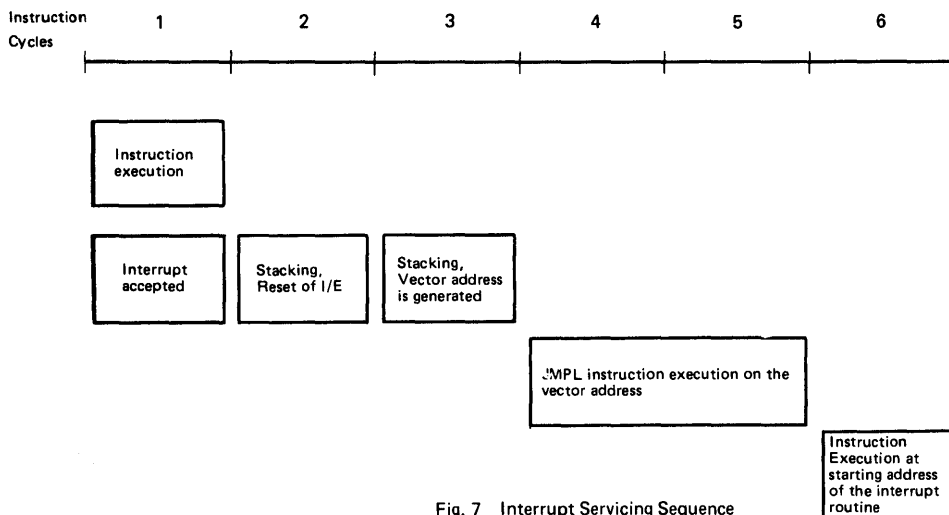 Instruction 1 2 3 4 5 6
Cycles
Instruction
execution
Interrupt
accepted
Stacking,
Reset of I/E
Stacking,
Vector address
is generated
JMPL instruction execution on the
vector address
Instruction
Execution at
starting address
of the interrupt
routine
Fig. 7 Interrupt Servicing Sequence